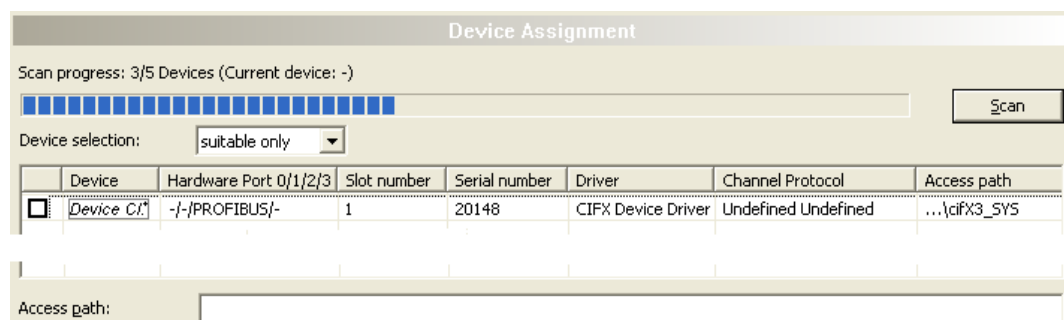 Device Assignment
Scan progress: 3/5 Devices (Current device: -)
Scan
Device selection: suitable only
Device Hardware Port 0/1/2/3 Slot number Serial number Driver Channel Protocol Access path
Device CI.* -/-/PROFIBUS/- 1 20148 CIFX Device Driver Undefined Undefined ...\cifX3_SYS
Access path: